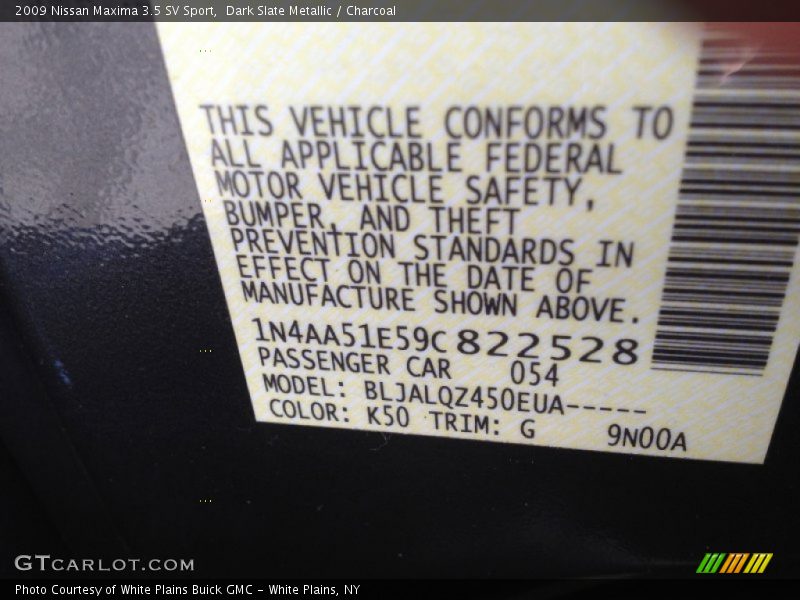 2009 Nissan Maxima 3.5 SV Sport,  Dark Slate Metallic / Charcoal
THIS VEHICLE CONFORMS TO
ALL APPLICABLE FEDERAL
MOTOR VEHICLE SAFETY,
BUMPER, AND THEFT
PREVENTION STANDARDS IN
EFFECT ON THE DATE OF
MANUFACTURE SHOWN ABOVE.
1N4AA51E59C822528
PASSENGER CAR 054
MODEL: BLJALQZ450EUA-----
COLOR: K50 TRIM: G 9N00A
GTCARLOT.COM
Photo Courtesy of White Plains Buick GMC - White Plains, NY